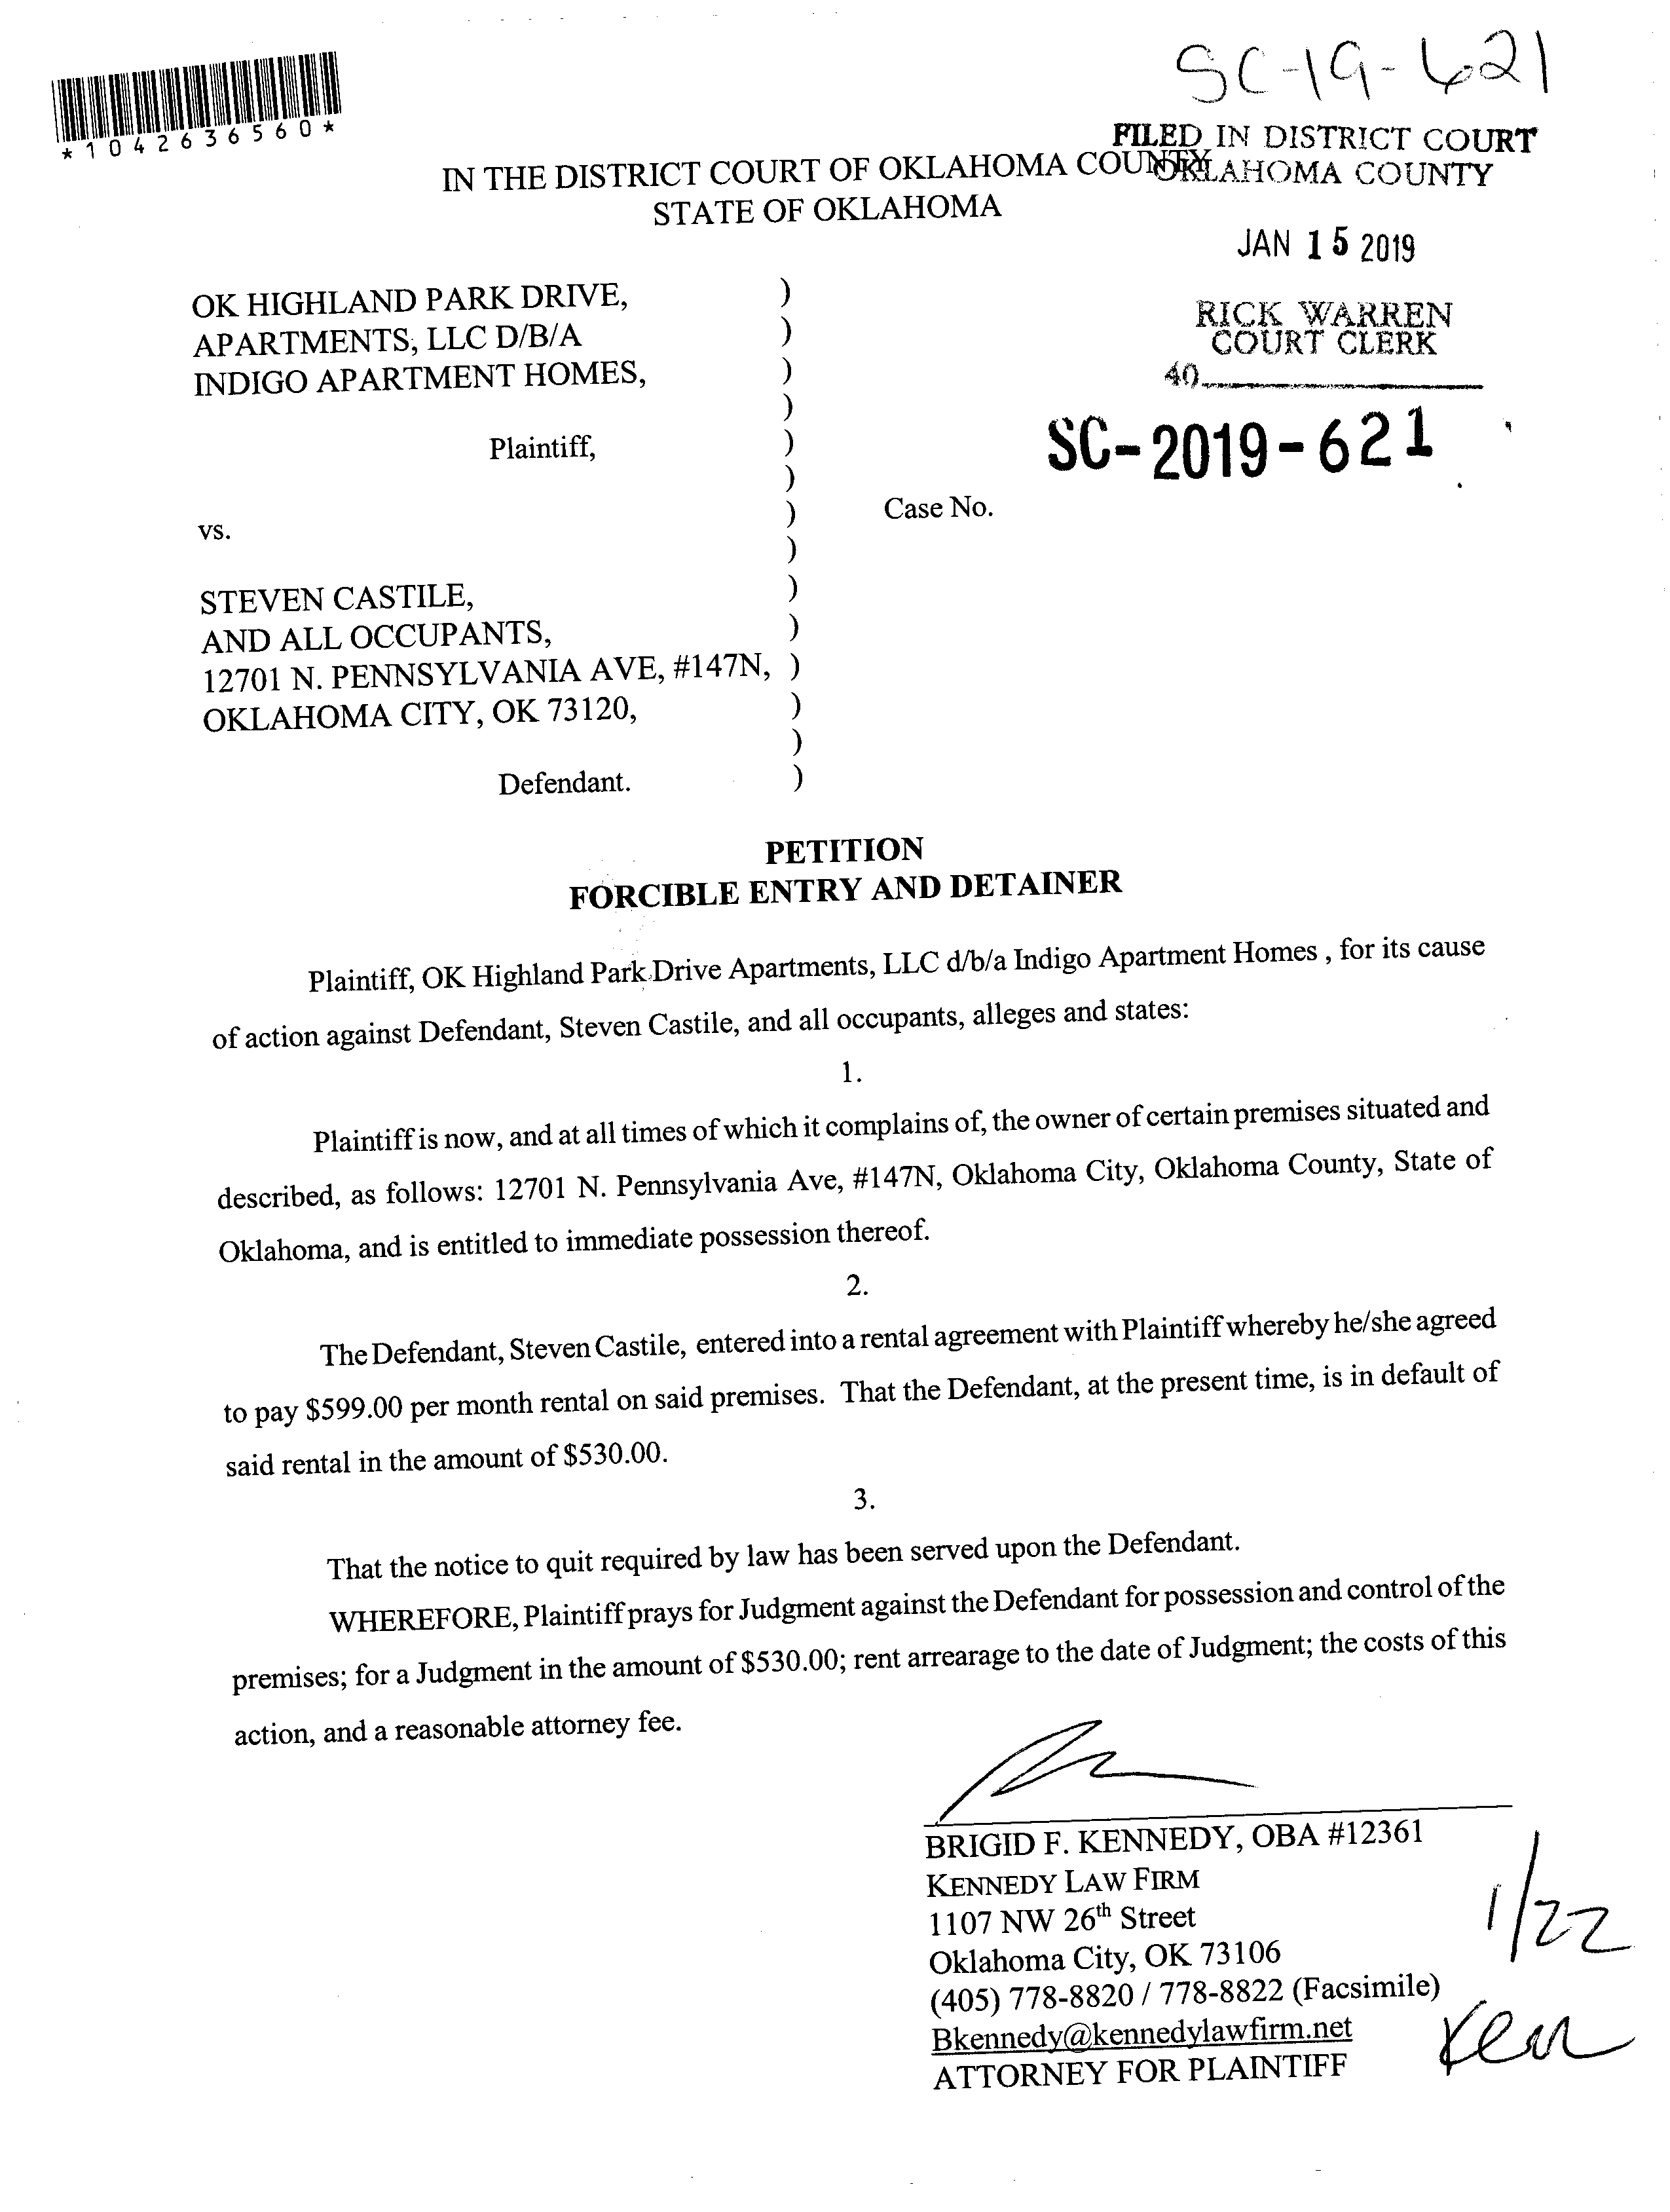 SC-19-621
*1042636560*
FILED IN DISTRICT COURT
OKLAHOMA COUNTY
IN THE DISTRICT COURT OF OKLAHOMA COUNTY
STATE OF OKLAHOMA
JAN 15 2019
RICK WARREN
COURT CLERK
40
OK HIGHLAND PARK DRIVE, )
APARTMENTS, LLC D/B/A )
INDIGO APARTMENT HOMES, )
)
Plaintiff, )
)
SC-2019-621
vs. ) Case No.
)
STEVEN CASTILE, )
AND ALL OCCUPANTS, )
12701 N. PENNSYLVANIA AVE, #147N, )
OKLAHOMA CITY, OK 73120, )
)
Defendant. )
PETITION
FORCIBLE ENTRY AND DETAINER
Plaintiff, OK Highland Park Drive Apartments, LLC d/b/a Indigo Apartment Homes , for its cause
of action against Defendant, Steven Castile, and all occupants, alleges and states:
1.
Plaintiff is now, and at all times of which it complains of, the owner of certain premises situated and
described, as follows: 12701 N. Pennsylvania Ave, #147N, Oklahoma City, Oklahoma County, State of
Oklahoma, and is entitled to immediate possession thereof.
2.
The Defendant, Steven Castile, entered into a rental agreement with Plaintiff whereby he/she agreed
to pay $599.00 per month rental on said premises. That the Defendant, at the present time, is in default of
said rental in the amount of $530.00.
3.
That the notice to quit required by law has been served upon the Defendant.
WHEREFORE, Plaintiff prays for Judgment against the Defendant for possession and control of the
premises; for a Judgment in the amount of $530.00; rent arrearage to the date of Judgment; the costs of this
action, and a reasonable attorney fee.
BRIGID F. KENNEDY, OBA #12361
KENNEDY LAW FIRM
1107 NW 26th Street
Oklahoma City, OK 73106
(405) 778-8820 / 778-8822 (Facsimile)
Bkennedy@kennedylawfirm.net
ATTORNEY FOR PLAINTIFF
1/22
Ken